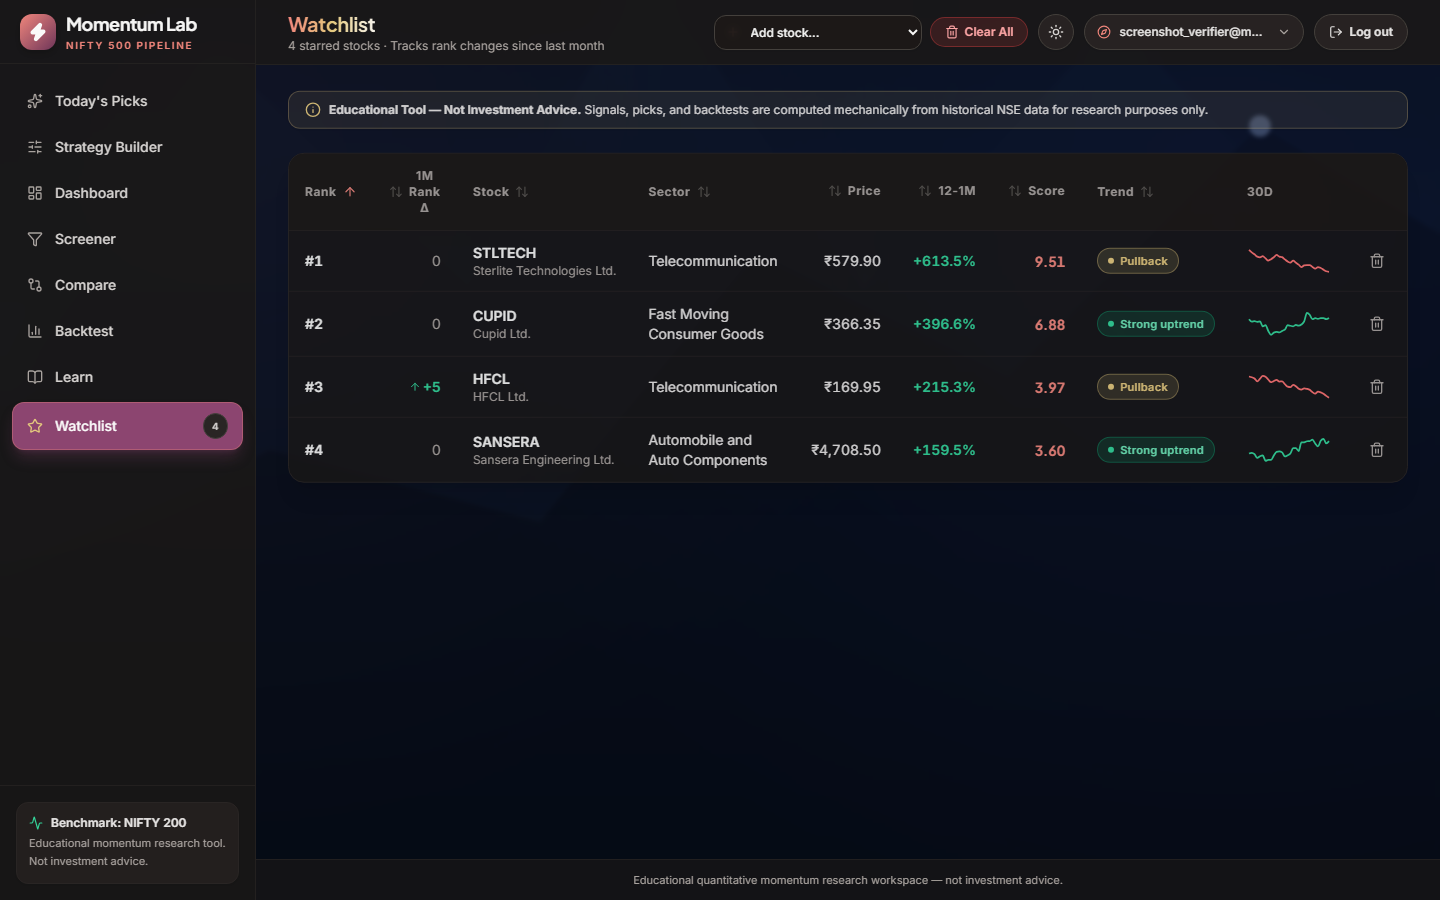 Momentum Lab
NIFTY 500 PIPELINE
Today's Picks
Strategy Builder
Dashboard
Screener
Compare
Backtest
Learn
Watchlist 4
Benchmark: NIFTY 200
Educational momentum research tool.
Not investment advice.
Watchlist
4 starred stocks · Tracks rank changes since last month
Add stock...
Clear All
screenshot_verifier@m...
Log out
Educational Tool — Not Investment Advice. Signals, picks, and backtests are computed mechanically from historical NSE data for research purposes only.
Rank 1M Rank Δ Stock Sector Price 12-1M Score Trend 30D
#1 0 STLTECH Telecommunication ₹579.90 +613.5% 9.51 Pullback
Sterlite Technologies Ltd.
#2 0 CUPID Fast Moving ₹366.35 +396.6% 6.88 Strong uptrend
Cupid Ltd. Consumer Goods
#3 +5 HFCL Telecommunication ₹169.95 +215.3% 3.97 Pullback
HFCL Ltd.
#4 0 SANSERA Automobile and ₹4,708.50 +159.5% 3.60 Strong uptrend
Sansera Engineering Ltd. Auto Components
Educational quantitative momentum research workspace — not investment advice.